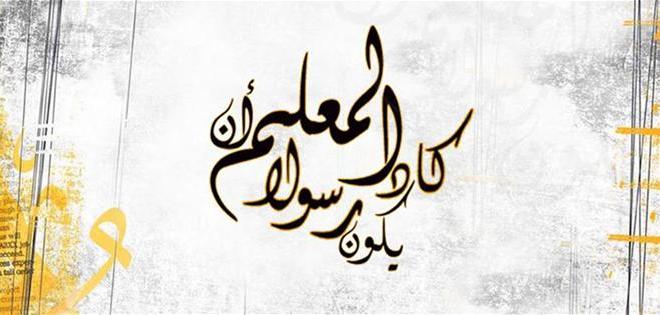 كاد المعلم أن
يكون رسولا